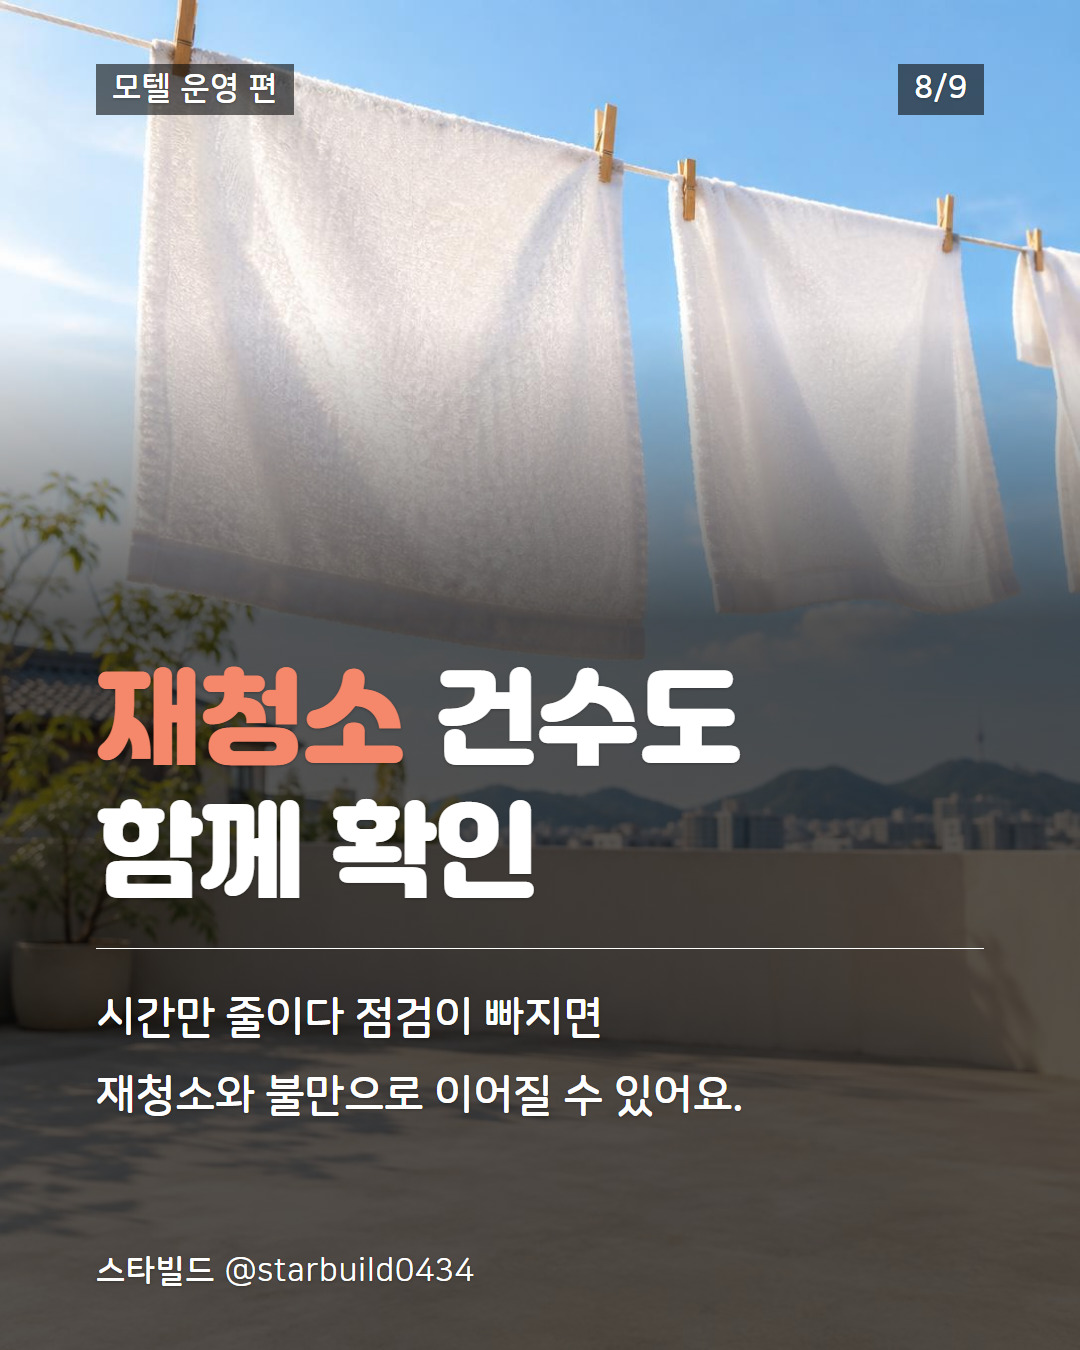 모텔 운영 편
8/9
재청소 건수도
함께 확인
시간만 줄이다 점검이 빠지면
재청소와 불만으로 이어질 수 있어요.
스타빌드 @starbuild0434